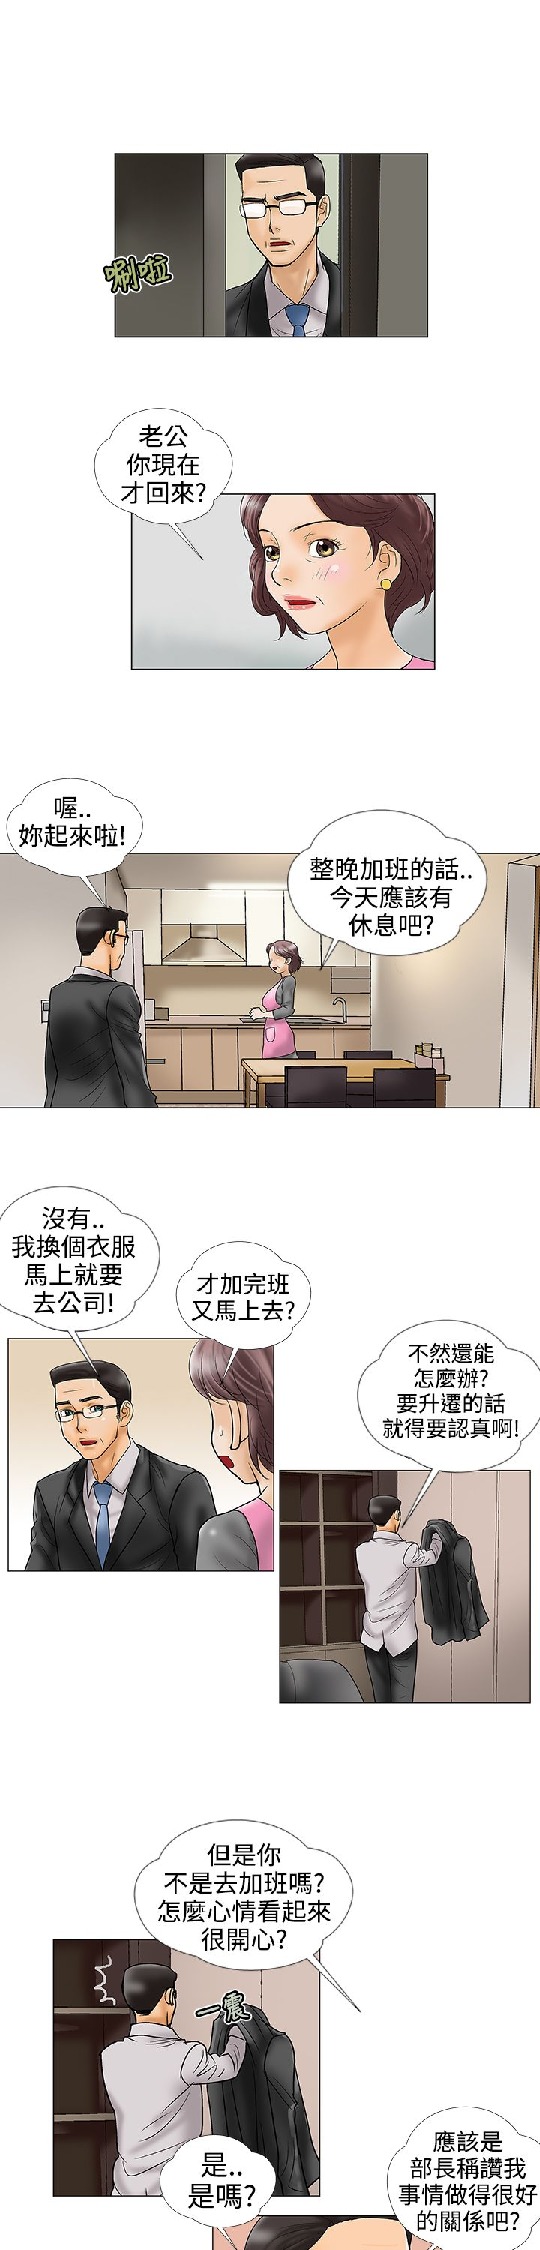 唰啦
老公
你現在
才回來?
喔..
妳起來啦!
整晚加班的話..
今天應該有
休息吧?
沒有..
我換個衣服
馬上就要
去公司!
才加完班
又馬上去?
不然還能
怎麼辦?
要升遷的話
就得要認真啊!
但是你
不是去加班嗎?
怎麼心情看起來
很開心?
一震
是..
是嗎?
應該是
部長稱讚我
事情做得很好
的關係吧?